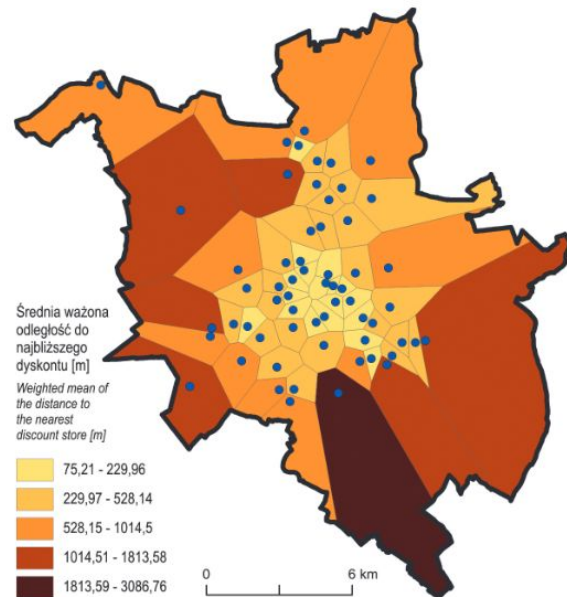 Średnia ważona
odległość do
najbliższego
dyskontu [m]
Weighted mean of
the distance to
the nearest
discount store [m]
75,21 - 229,96
229,97 - 528,14
528,15 - 1014,5
1014,51 - 1813,58
1813,59 - 3086,76
0 6 km